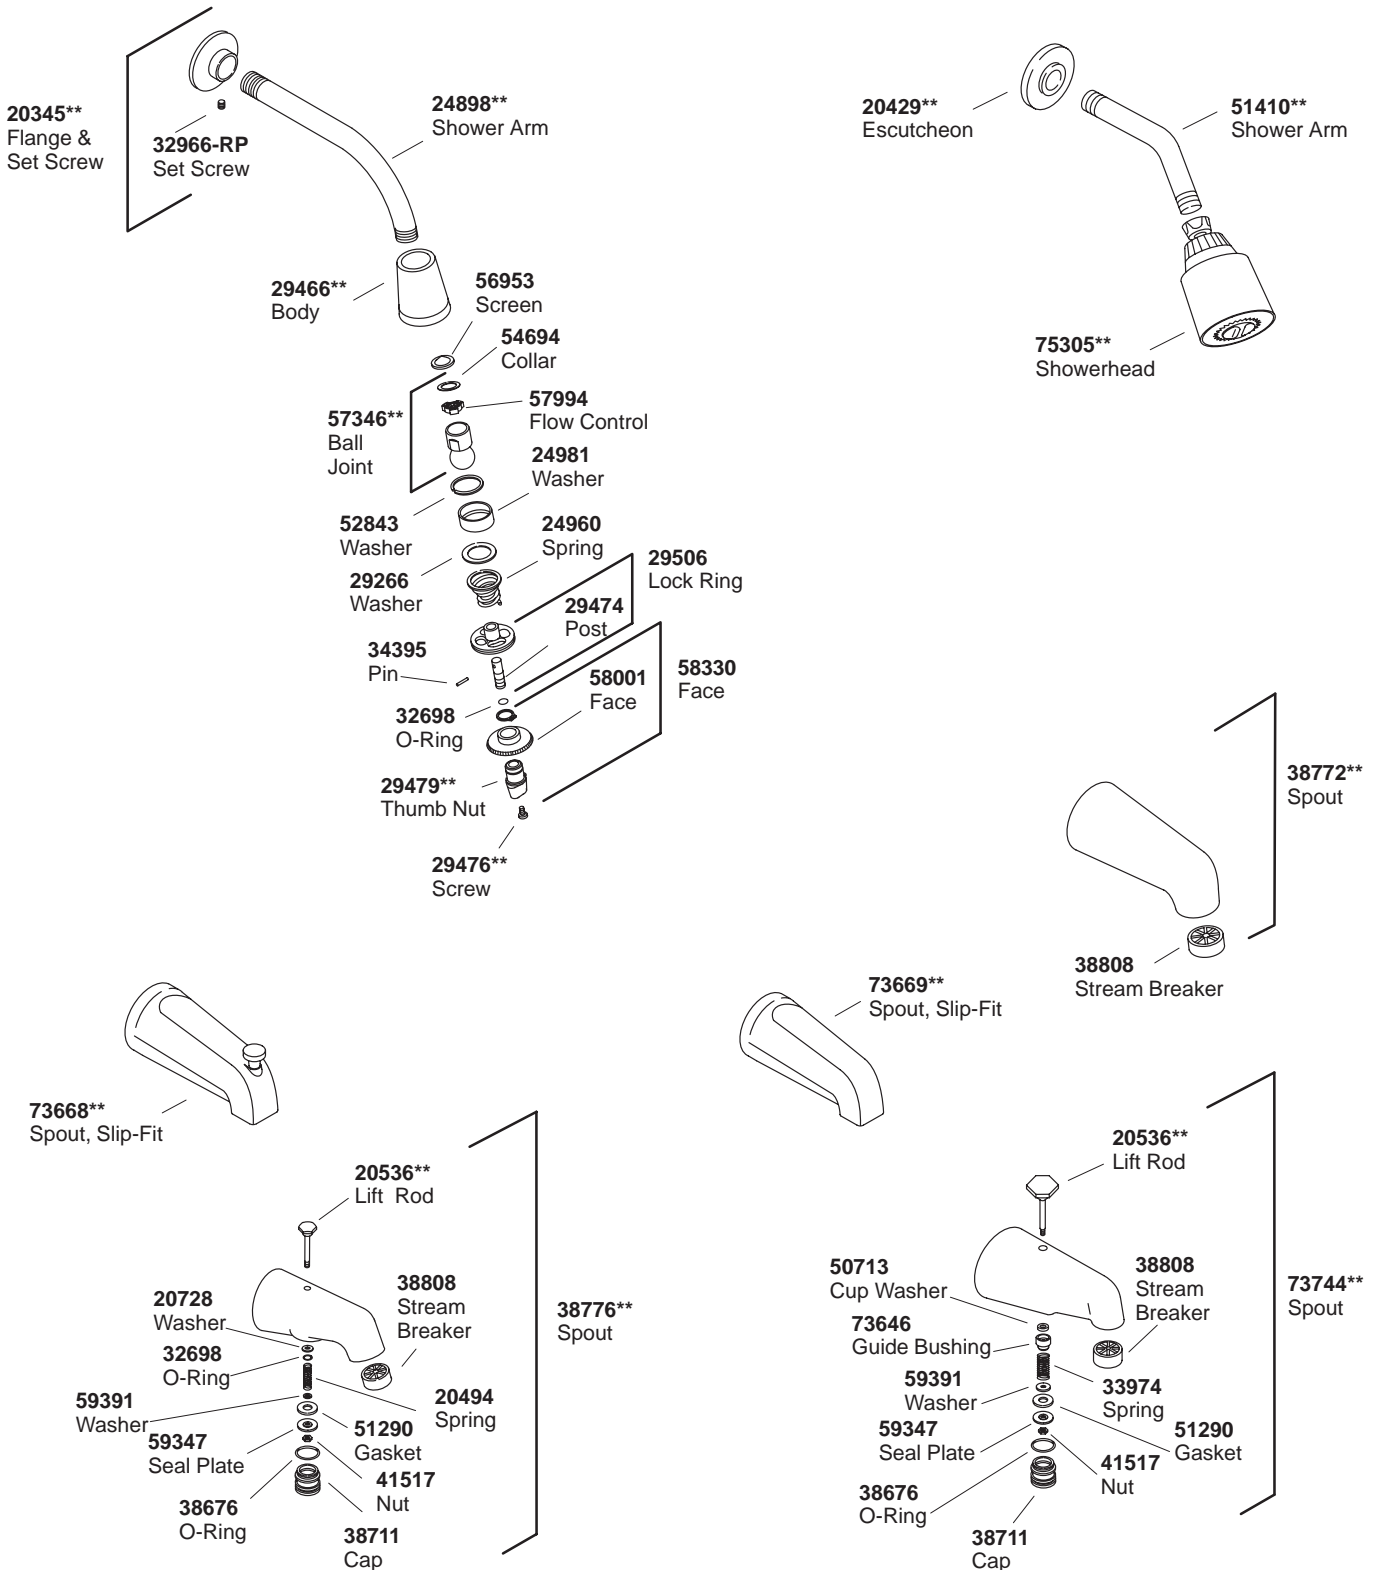 20345**
Flange &
Set Screw
32966-RP
Set Screw
24898**
Shower Arm
20429**
Escutcheon
51410**
Shower Arm
29466**
Body
56953
Screen
54694
Collar
75305**
Showerhead
57346**
Ball
Joint
57994
Flow Control
24981
Washer
52843
Washer
24960
Spring
29266
Washer
29506
Lock Ring
29474
Post
34395
Pin
58001
Face
58330
Face
32698
O-Ring
29479**
Thumb Nut
29476**
Screw
38772**
Spout
38808
Stream Breaker
73669**
Spout, Slip-Fit
73668**
Spout, Slip-Fit
20536**
Lift Rod
20728
Washer
38808
Stream
Breaker
38776**
Spout
32698
O-Ring
59391
Washer
20494
Spring
59347
Seal Plate
51290
Gasket
41517
Nut
38676
O-Ring
38711
Cap
20536**
Lift Rod
50713
Cup Washer
38808
Stream
Breaker
73744**
Spout
73646
Guide Bushing
59391
Washer
33974
Spring
59347
Seal Plate
51290
Gasket
41517
Nut
38676
O-Ring
38711
Cap